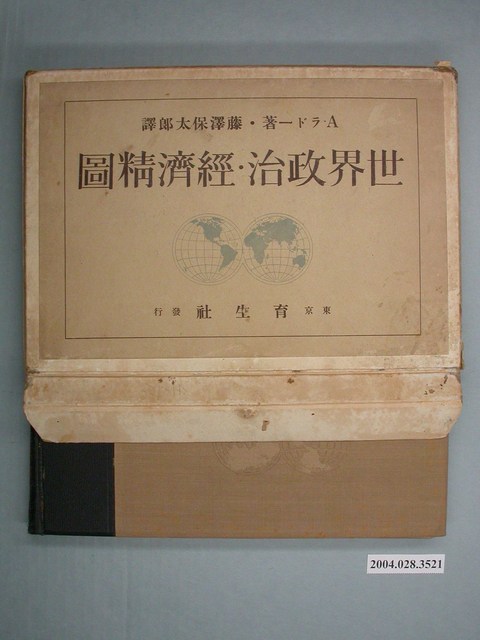 A・ラドー著・藤澤保太郎譯
世界政治・經濟精圖
東京 育生社 發行
2004.028.3521